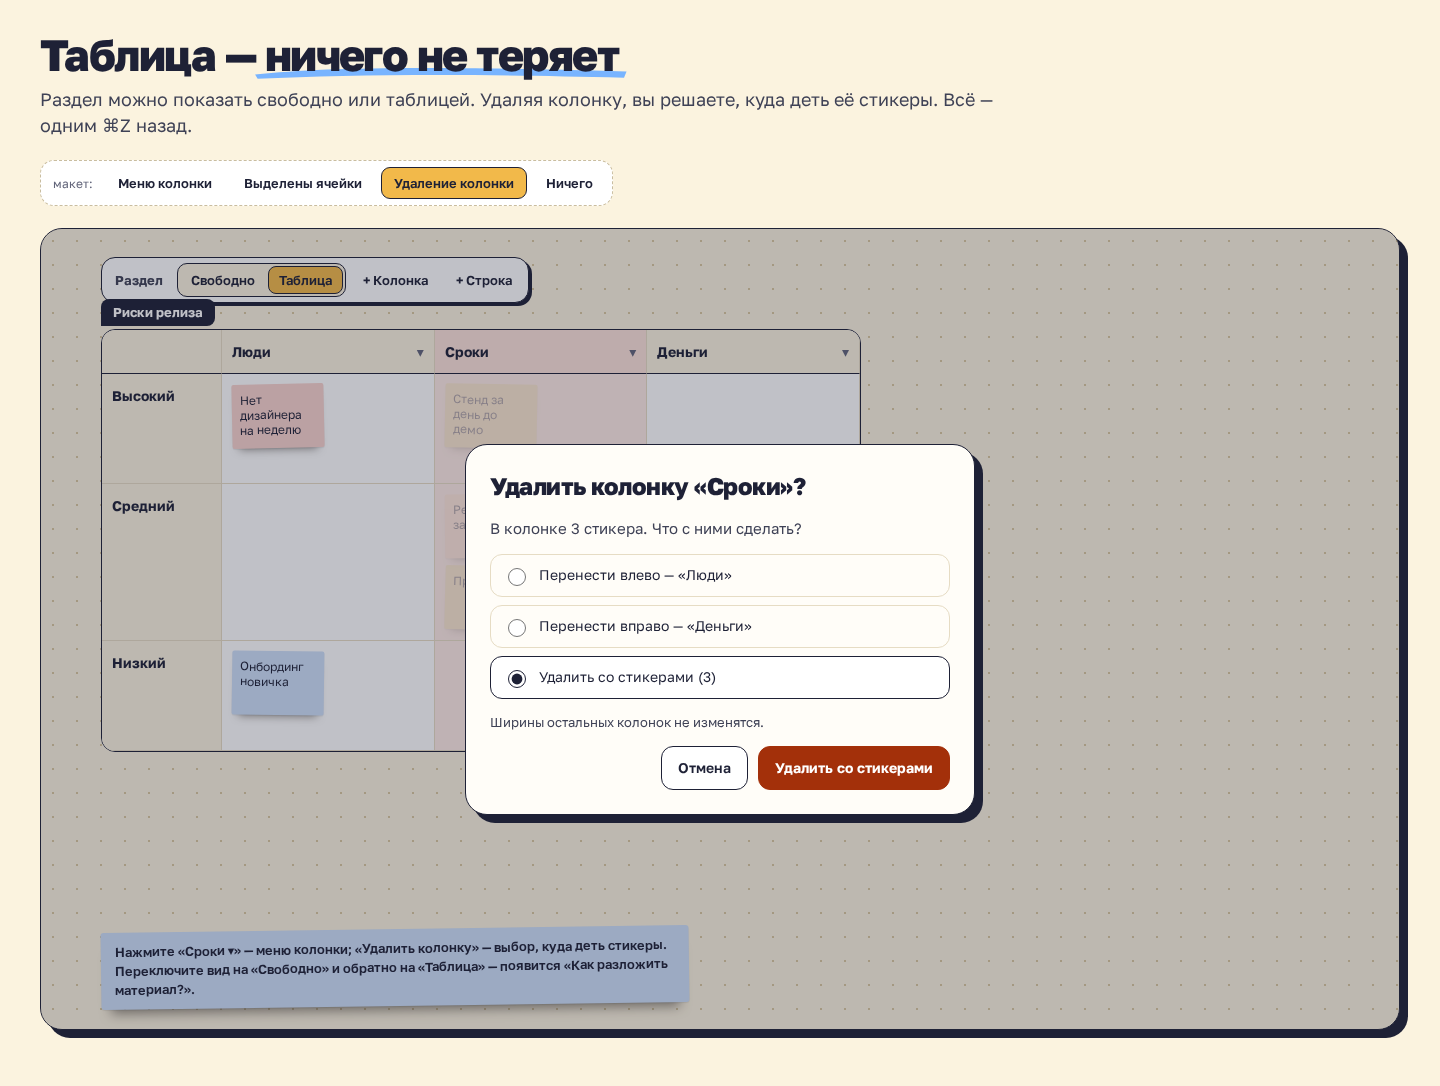 Таблица — ничего не теряет
Раздел можно показать свободно или таблицей. Удаляя колонку, вы решаете, куда деть её стикеры. Всё —
одним ⌘Z назад.
макет: Меню колонки Выделены ячейки Удаление колонки Ничего
Раздел Свободно Таблица + Колонка + Строка
Риски релиза
Люди ▾ Сроки ▾ Деньги ▾
Высокий
Нет
дизайнера
на неделю
Стенд за
день до
демо
Средний
Низкий
Онбординг
новичка
Удалить колонку «Сроки»?
В колонке 3 стикера. Что с ними сделать?
Перенести влево — «Люди»
Перенести вправо — «Деньги»
Удалить со стикерами (3)
Ширины остальных колонок не изменятся.
Отмена Удалить со стикерами
Нажмите «Сроки ▾» — меню колонки; «Удалить колонку» — выбор, куда деть стикеры.
Переключите вид на «Свободно» и обратно на «Таблица» — появится «Как разложить
материал?».